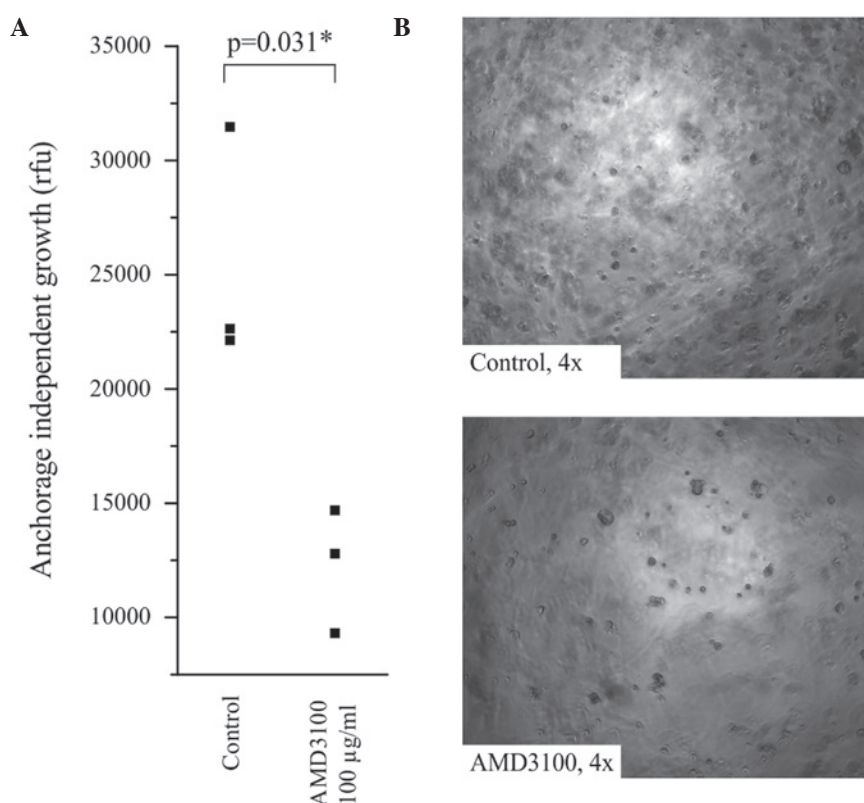 A
B
p=0.031*
35000
30000
25000
20000
15000
10000
Anchorage independent growth (rfu)
Control
AMD3100
100 μg/ml
Control, 4x
AMD3100, 4x